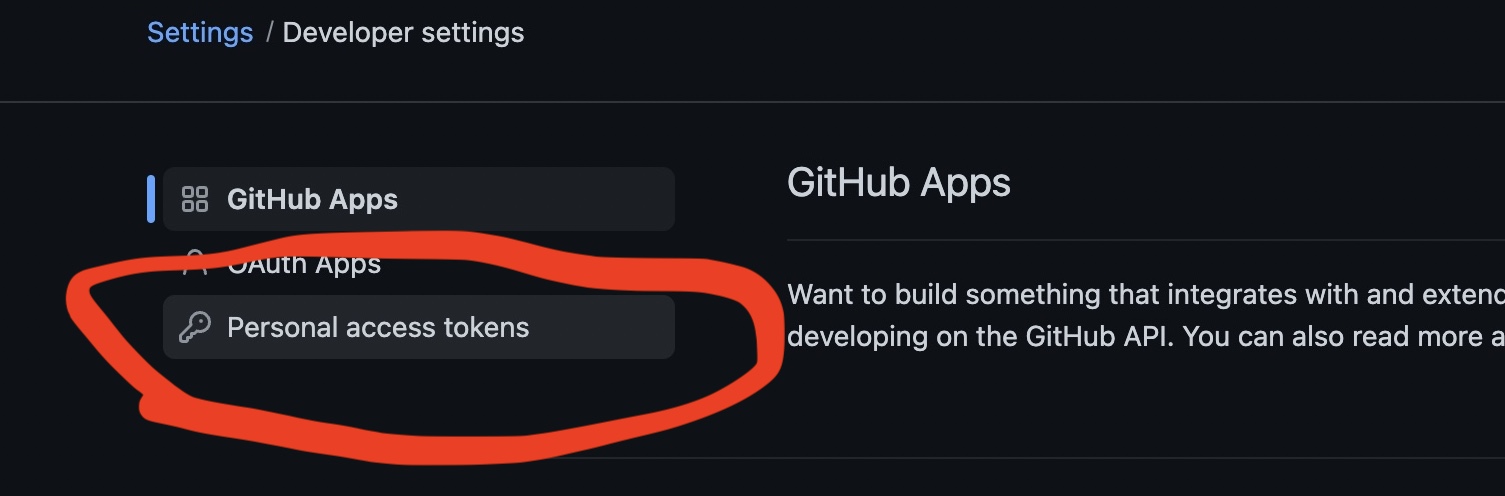 Settings / Developer settings
GitHub Apps
OAuth Apps
Personal access tokens
GitHub Apps
Want to build something that integrates with and extend
developing on the GitHub API. You can also read more a